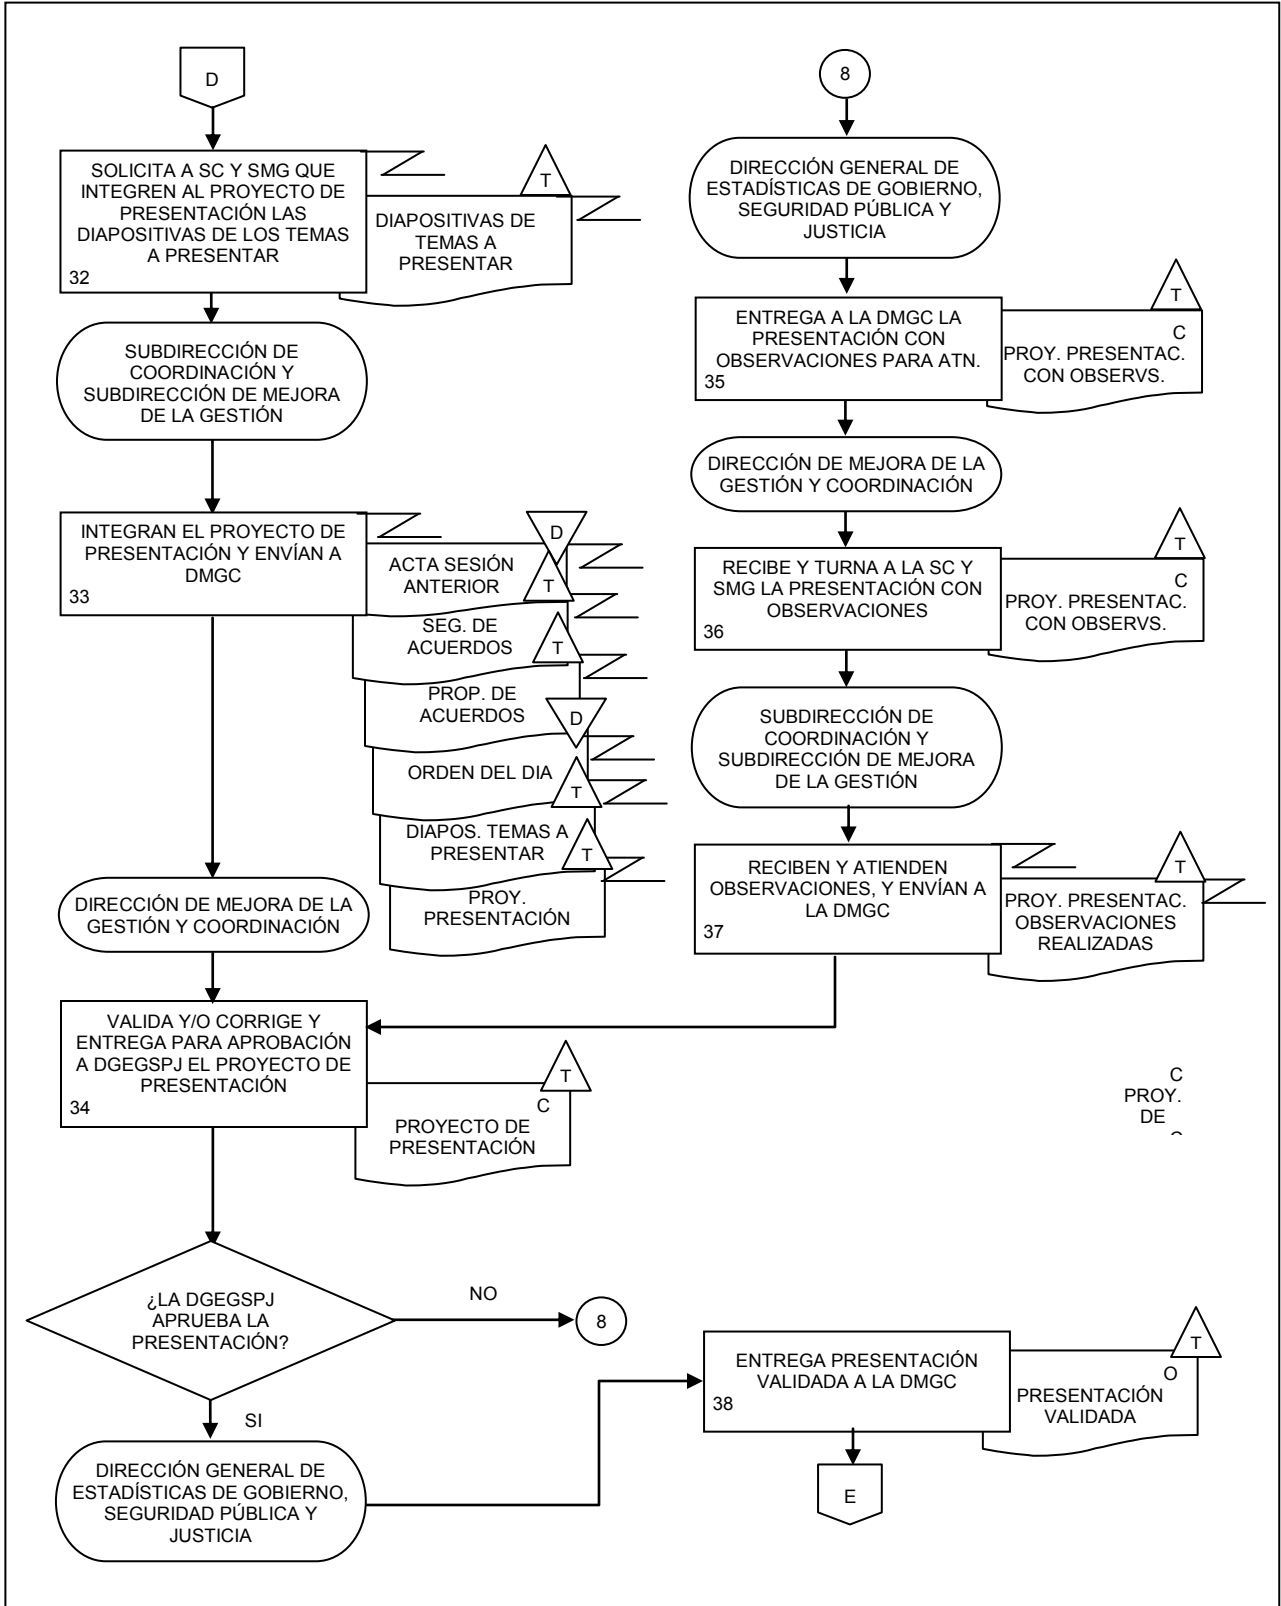 D
SOLICITA A SC Y SMG QUE
INTEGREN AL PROYECTO DE
PRESENTACIÓN LAS
DIAPOSITIVAS DE LOS TEMAS
A PRESENTAR
32
T
DIAPOSITIVAS DE
TEMAS A
PRESENTAR
SUBDIRECCIÓN DE
COORDINACIÓN Y
SUBDIRECCIÓN DE MEJORA
DE LA GESTIÓN
INTEGRAN EL PROYECTO DE
PRESENTACIÓN Y ENVÍAN A
DMGC
33
D
ACTA SESIÓN
ANTERIOR
T
SEG. DE
ACUERDOS
T
PROP. DE
ACUERDOS
D
ORDEN DEL DIA
T
DIAPOS. TEMAS A
PRESENTAR
T
PROY.
PRESENTACIÓN
DIRECCIÓN DE MEJORA DE LA
GESTIÓN Y COORDINACIÓN
VALIDA Y/O CORRIGE Y
ENTREGA PARA APROBACIÓN
A DGEGSPJ EL PROYECTO DE
PRESENTACIÓN
34
T
C
PROYECTO DE
PRESENTACIÓN
¿LA DGEGSPJ
APRUEBA LA
PRESENTACIÓN?
NO
8
SI
DIRECCIÓN GENERAL DE
ESTADÍSTICAS DE GOBIERNO,
SEGURIDAD PÚBLICA Y
JUSTICIA
8
DIRECCIÓN GENERAL DE
ESTADÍSTICAS DE GOBIERNO,
SEGURIDAD PÚBLICA Y
JUSTICIA
ENTREGA A LA DMGC LA
PRESENTACIÓN CON
OBSERVACIONES PARA ATN.
35
T
C
PROY. PRESENTAC.
CON OBSERVS.
DIRECCIÓN DE MEJORA DE LA
GESTIÓN Y COORDINACIÓN
RECIBE Y TURNA A LA SC Y
SMG LA PRESENTACIÓN CON
OBSERVACIONES
36
T
C
PROY. PRESENTAC.
CON OBSERVS.
SUBDIRECCIÓN DE
COORDINACIÓN Y
SUBDIRECCIÓN DE MEJORA
DE LA GESTIÓN
RECIBEN Y ATIENDEN
OBSERVACIONES, Y ENVÍAN A
LA DMGC
37
T
PROY. PRESENTAC.
OBSERVACIONES
REALIZADAS
C
PROY.
DE
ENTREGA PRESENTACIÓN
VALIDADA A LA DMGC
38
T
O
PRESENTACIÓN
VALIDADA
E